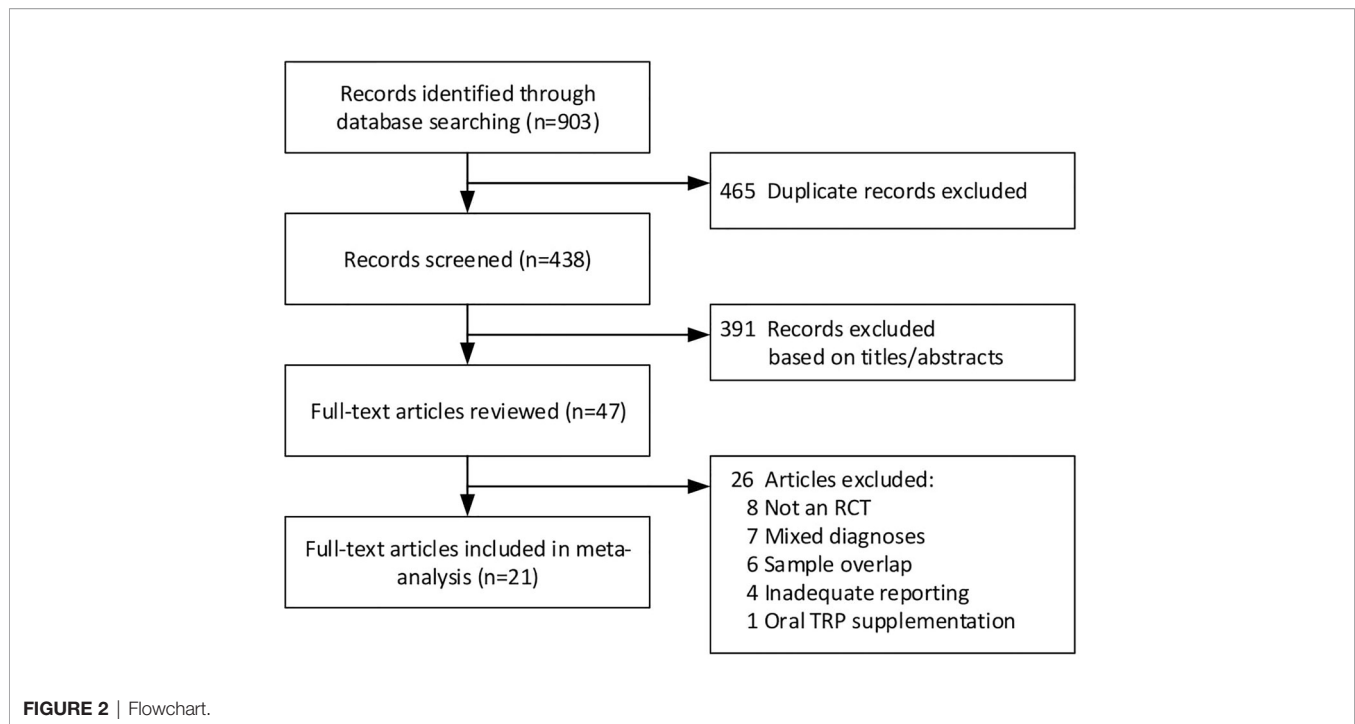 Records identified through
database searching (n=903)
465 Duplicate records excluded
Records screened (n=438)
391 Records excluded
based on titles/abstracts
Full-text articles reviewed (n=47)
26 Articles excluded:
8 Not an RCT
7 Mixed diagnoses
6 Sample overlap
4 Inadequate reporting
1 Oral TRP supplementation
Full-text articles included in meta-
analysis (n=21)
FIGURE 2 | Flowchart.